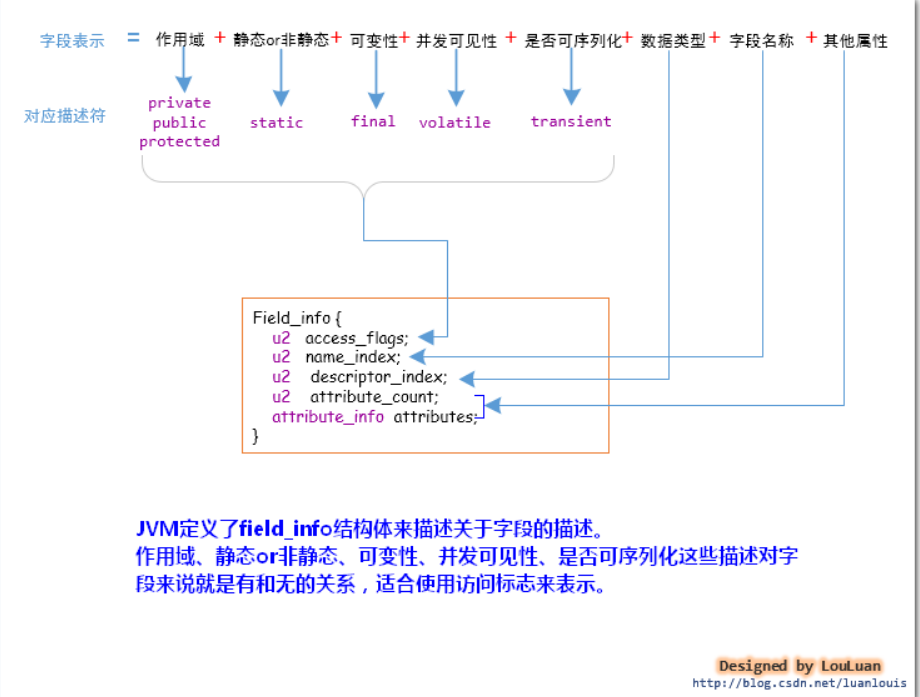 字段表示 = 作用域 + 静态or非静态+ 可变性+ 并发可见性 + 是否可序列化+ 数据类型+ 字段名称 + 其他属性
对应描述符
private
public
protected
static
final
volatile
transient
Field_info {
u2 access_flags;
u2 name_index;
u2 descriptor_index;
u2 attribute_count;
attribute_info attributes;
}
JVM定义了field_info结构体来描述关于字段的描述。
作用域、静态or非静态、可变性、并发可见性、是否可序列化这些描述对字
段来说就是有和无的关系，适合使用访问标志来表示。
Designed by LouLuan
http://blog.csdn.net/luanlouis